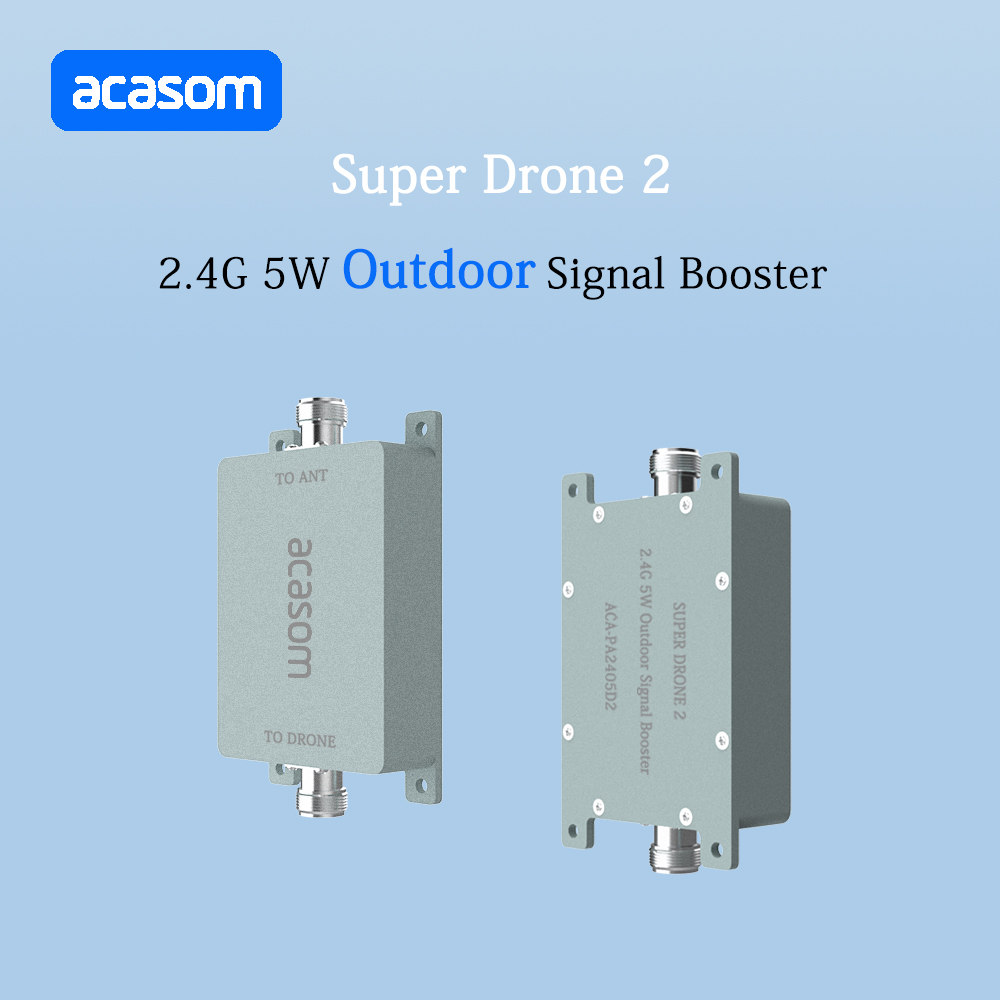 acasom
Super Drone 2
2.4G 5W Outdoor Signal Booster
TO ANT
acasom
TO DRONE
SUPER DRONE 2
2.4G 5W Outdoor Signal Booster
ACA-PA2405D2